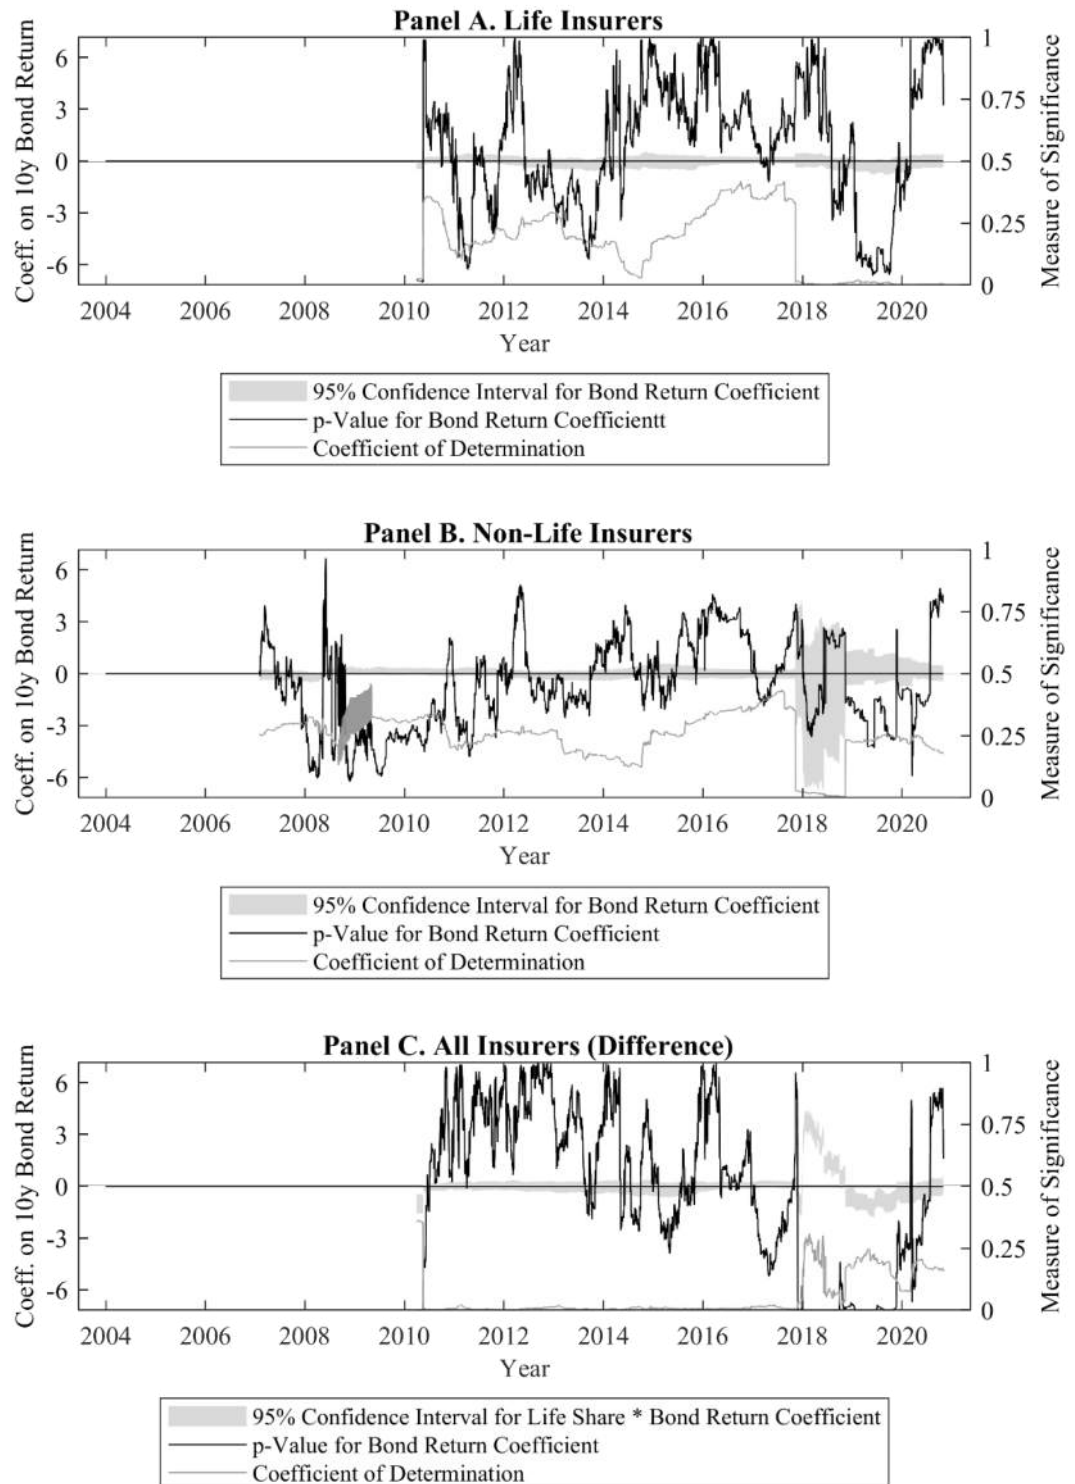 Panel A. Life Insurers
Coeff. on 10y Bond Return
6
3
0
-3
-6
1
0.75
0.5
0.25
0
Measure of Significance
2004 2006 2008 2010 2012 2014 2016 2018 2020
Year
95% Confidence Interval for Bond Return Coefficient
p-Value for Bond Return Coefficientt
Coefficient of Determination
Panel B. Non-Life Insurers
Coeff. on 10y Bond Return
6
3
0
-3
-6
1
0.75
0.5
0.25
0
Measure of Significance
2004 2006 2008 2010 2012 2014 2016 2018 2020
Year
95% Confidence Interval for Bond Return Coefficient
p-Value for Bond Return Coefficient
Coefficient of Determination
Panel C. All Insurers (Difference)
Coeff. on 10y Bond Return
6
3
0
-3
-6
1
0.75
0.5
0.25
0
Measure of Significance
2004 2006 2008 2010 2012 2014 2016 2018 2020
Year
95% Confidence Interval for Life Share * Bond Return Coefficient
p-Value for Bond Return Coefficient
Coefficient of Determination